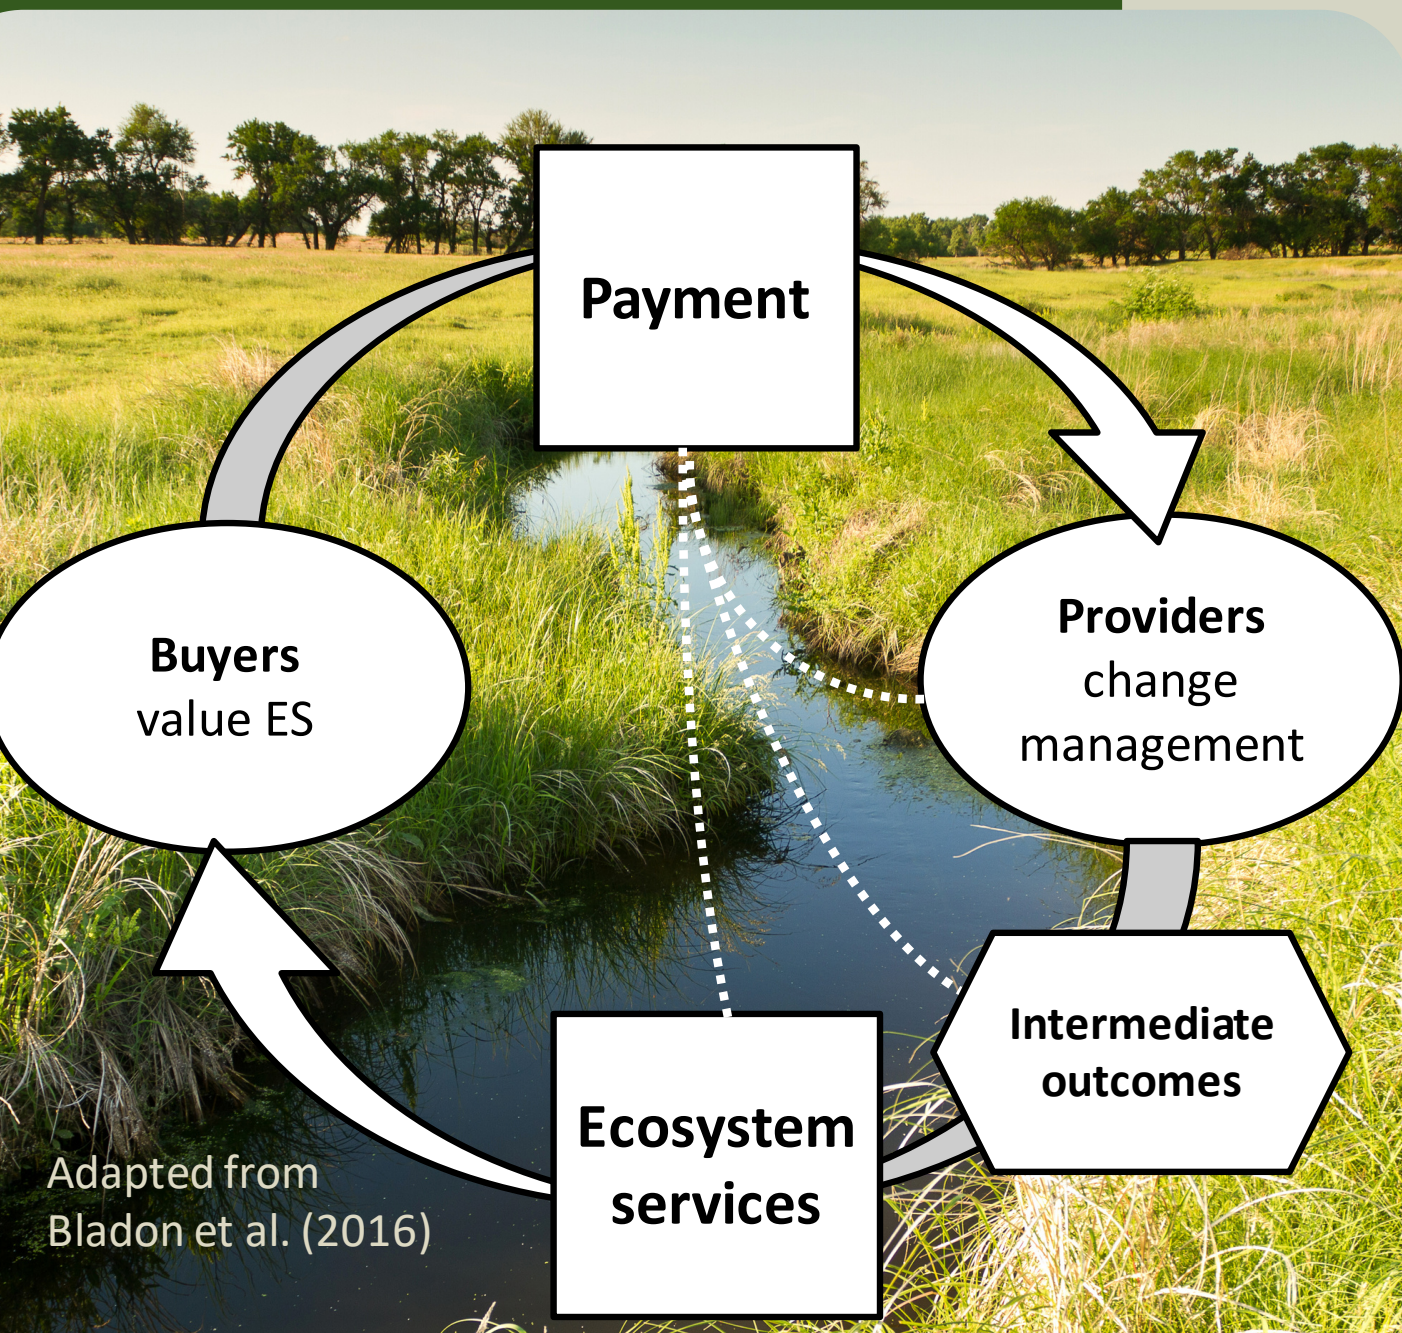 Payment
Buyers
value ES
Providers
change
management
Intermediate
outcomes
Ecosystem
services
Adapted from
Bladon et al. (2016)